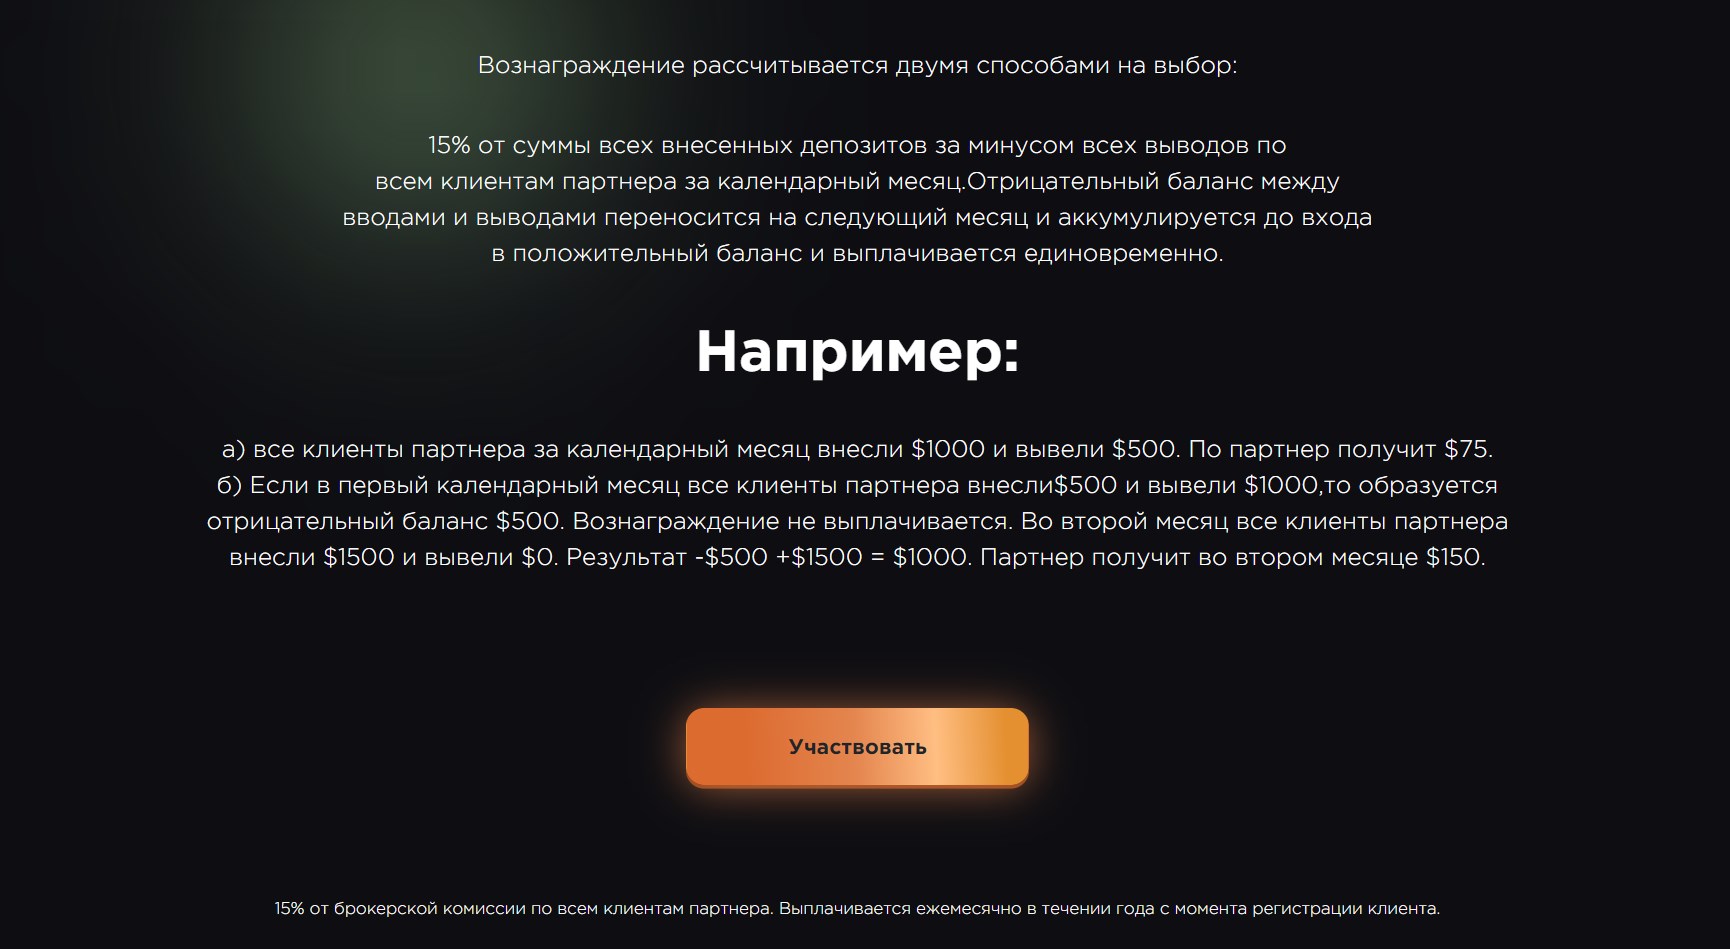 Вознаграждение рассчитывается двумя способами на выбор:
15% от суммы всех внесенных депозитов за минусом всех выводов по
всем клиентам партнера за календарный месяц.Отрицательный баланс между
вводами и выводами переносится на следующий месяц и аккумулируется до входа
в положительный баланс и выплачивается единовременно.
Например:
а) все клиенты партнера за календарный месяц внесли $1000 и вывели $500. По партнер получит $75.
б) Если в первый календарный месяц все клиенты партнера внесли$500 и вывели $1000,то образуется
отрицательный баланс $500. Вознаграждение не выплачивается. Во второй месяц все клиенты партнера
внесли $1500 и вывели $0. Результат -$500 +$1500 = $1000. Партнер получит во втором месяце $150.
Участвовать
15% от брокерской комиссии по всем клиентам партнера. Выплачивается ежемесячно в течении года с момента регистрации клиента.